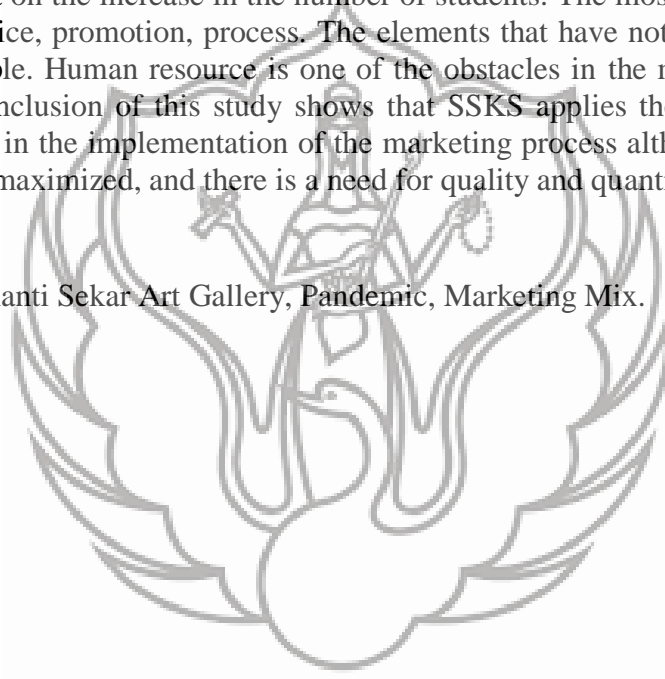 on the increase in the number of students. The mos
ice, promotion, process. The elements that have not
ole. Human resource is one of the obstacles in the
nclusion of this study shows that SSKS applies the
in the implementation of the marketing process alth
maximized, and there is a need for quality and quanti
anti Sekar Art Gallery, Pandemic, Marketing Mix.